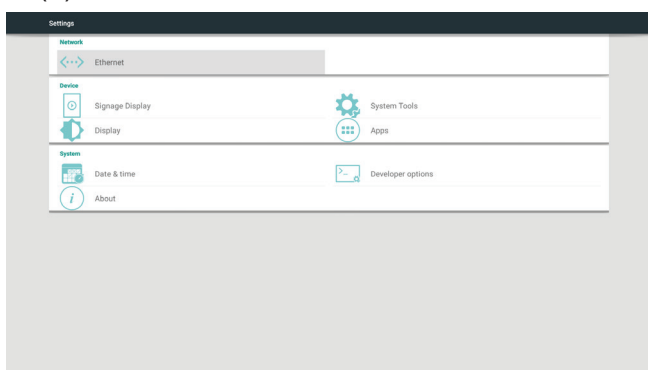 Settings
Network
Ethernet
Device
Signage Display
System Tools
Display
Apps
System
Date & time
Developer options
About